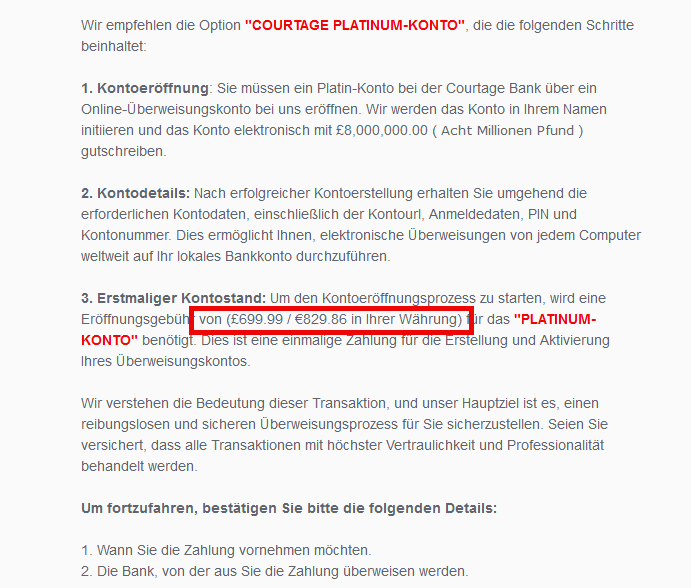 Wir empfehlen die Option "COURTAGE PLATINUM-KONTO", die die folgenden Schritte
beinhaltet:
1. Kontoeröffnung: Sie müssen ein Platin-Konto bei der Courtage Bank über ein
Online-Überweisungskonto bei uns eröffnen. Wir werden das Konto in Ihrem Namen
initiieren und das Konto elektronisch mit £8,000,000.00 ( Acht Millionen Pfund )
gutschreiben.
2. Kontodetails: Nach erfolgreicher Kontoerstellung erhalten Sie umgehend die
erforderlichen Kontodaten, einschließlich der Kontourl, Anmeldedaten, PIN und
Kontonummer. Dies ermöglicht Ihnen, elektronische Überweisungen von jedem Computer
weltweit auf Ihr lokales Bankkonto durchzuführen.
3. Erstmaliger Kontostand: Um den Kontoeröffnungsprozess zu starten, wird eine
Eröffnungsgebühr von (£699.99 / €829.86 in Ihrer Währung) für das "PLATINUM-
KONTO" benötigt. Dies ist eine einmalige Zahlung für die Erstellung und Aktivierung
Ihres Überweisungskontos.
Wir verstehen die Bedeutung dieser Transaktion, und unser Hauptziel ist es, einen
reibungslosen und sicheren Überweisungsprozess für Sie sicherzustellen. Seien Sie
versichert, dass alle Transaktionen mit höchster Vertraulichkeit und Professionalität
behandelt werden.
Um fortzufahren, bestätigen Sie bitte die folgenden Details:
1. Wann Sie die Zahlung vornehmen möchten.
2. Die Bank, von der aus Sie die Zahlung überweisen werden.